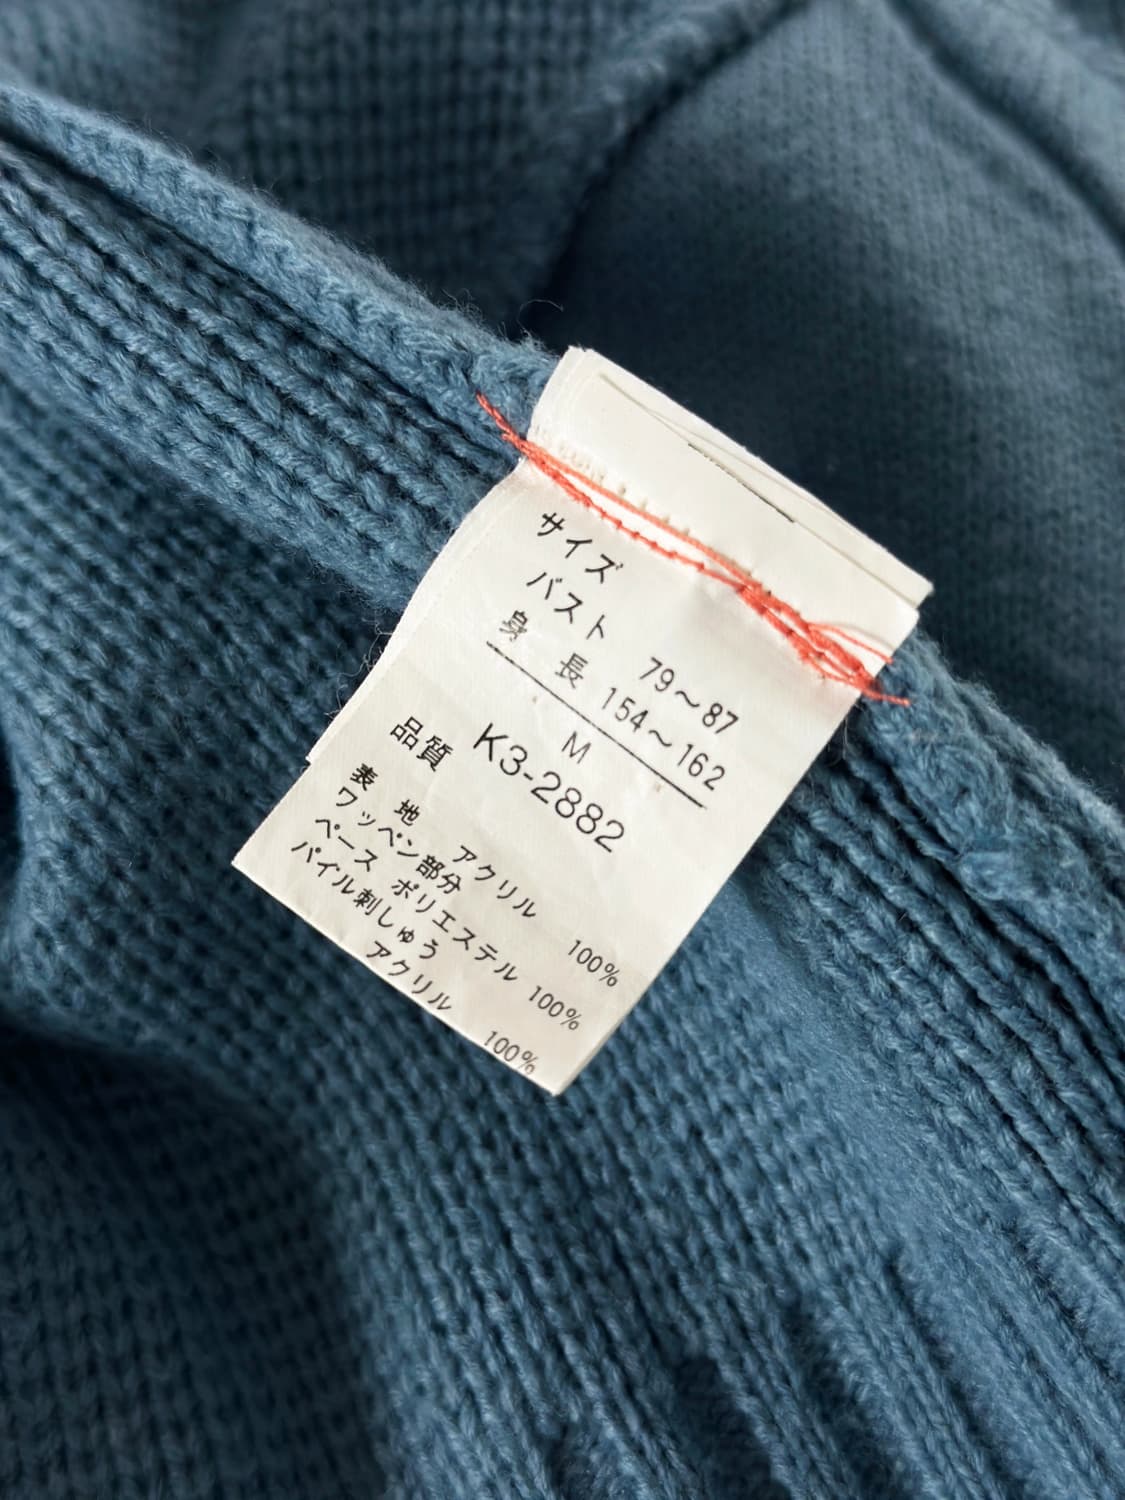 サイズ
バスト 79～87
身長 154～162
M
品質 K3-2882
表地 アクリル 100%
ワッペン部分
ペース ポリエステル 100%
パイル刺しゅう
アクリル 100%